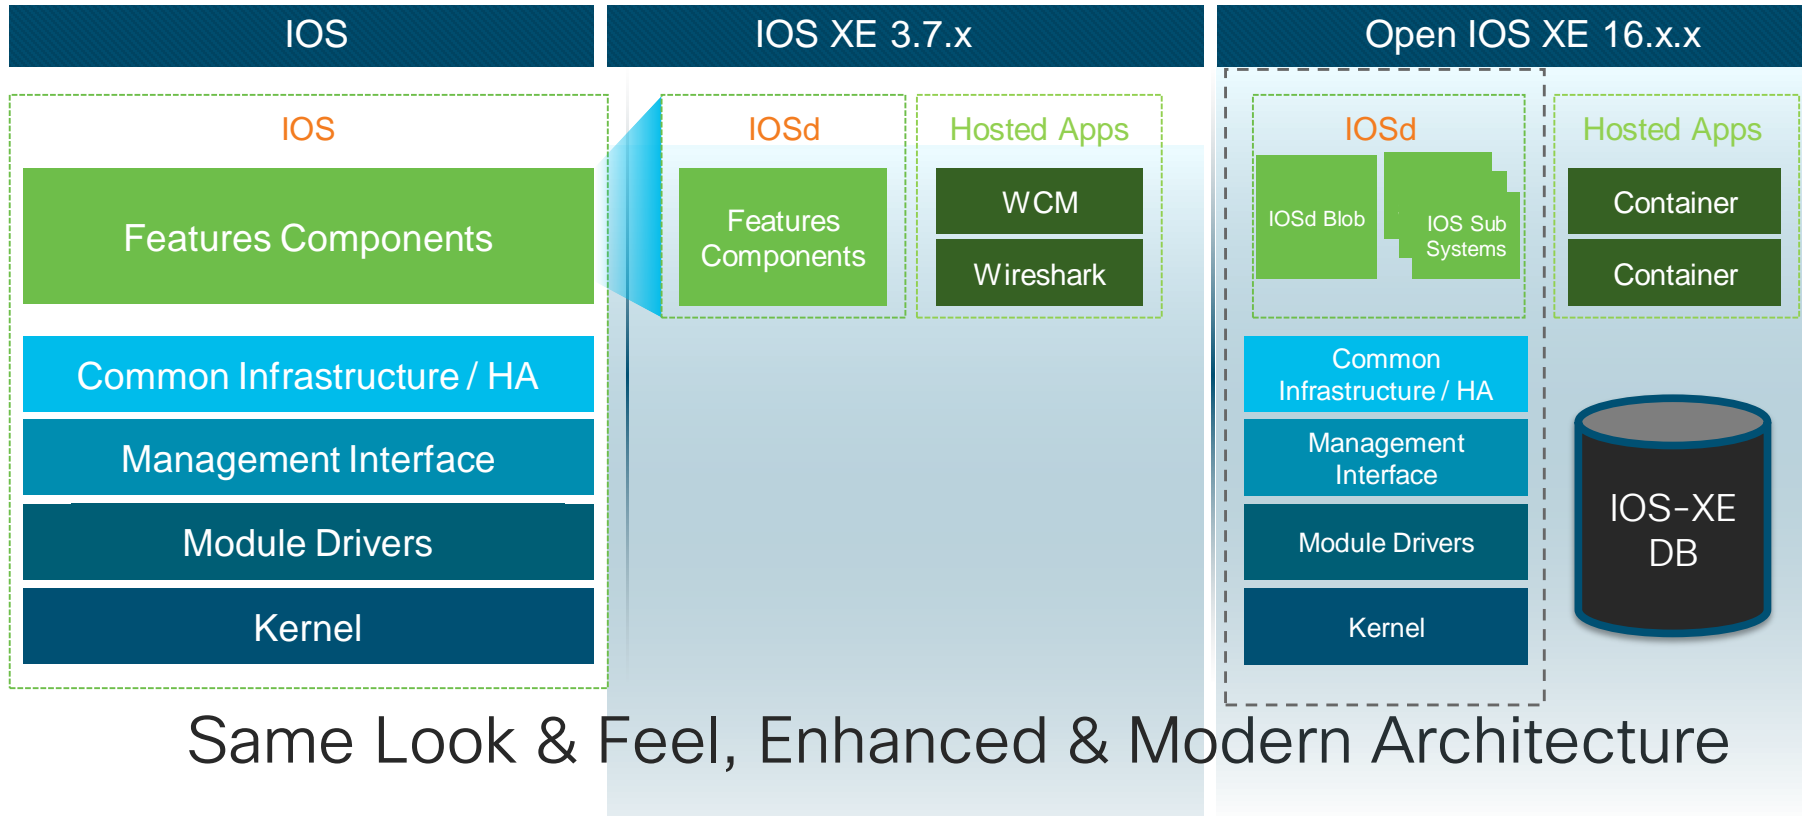 IOS
IOS XE 3.7.x
Open IOS XE 16.x.x
IOS
Features Components
Common Infrastructure / HA
Management Interface
Module Drivers
Kernel
IOSd
Features
Components
Hosted Apps
WCM
Wireshark
IOSd
IOSd Blob
IOS Sub
Systems
Hosted Apps
Container
Container
Common
Infrastructure / HA
Management
Interface
Module Drivers
Kernel
IOS-XE
DB
Same Look & Feel, Enhanced & Modern Architecture